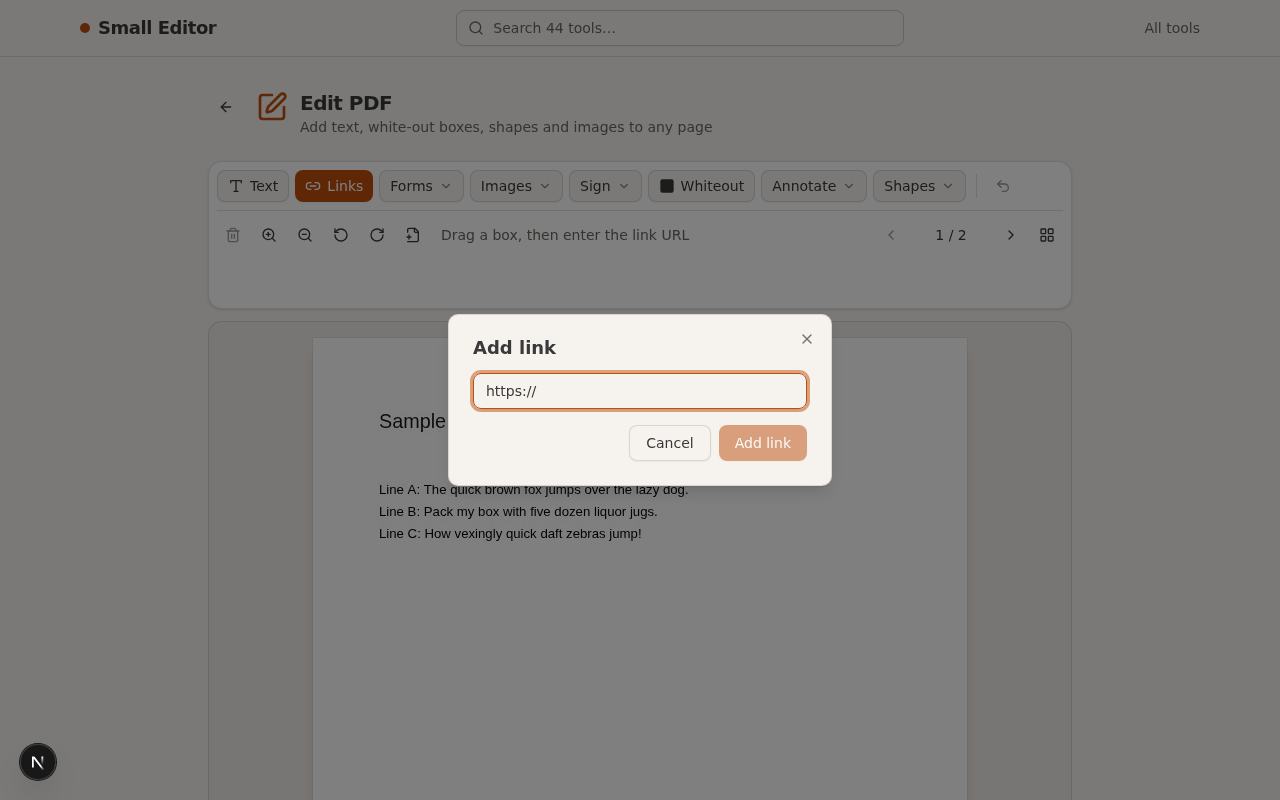 Small Editor
Search 44 tools...
All tools
Edit PDF
Add text, white-out boxes, shapes and images to any page
Text
Links
Forms
Images
Sign
Whiteout
Annotate
Shapes
Drag a box, then enter the link URL
1 / 2
Add link
https://
Cancel
Add link
Sample
Line A: The quick brown fox jumps over the lazy dog.
Line B: Pack my box with five dozen liquor jugs.
Line C: How vexingly quick daft zebras jump!
N